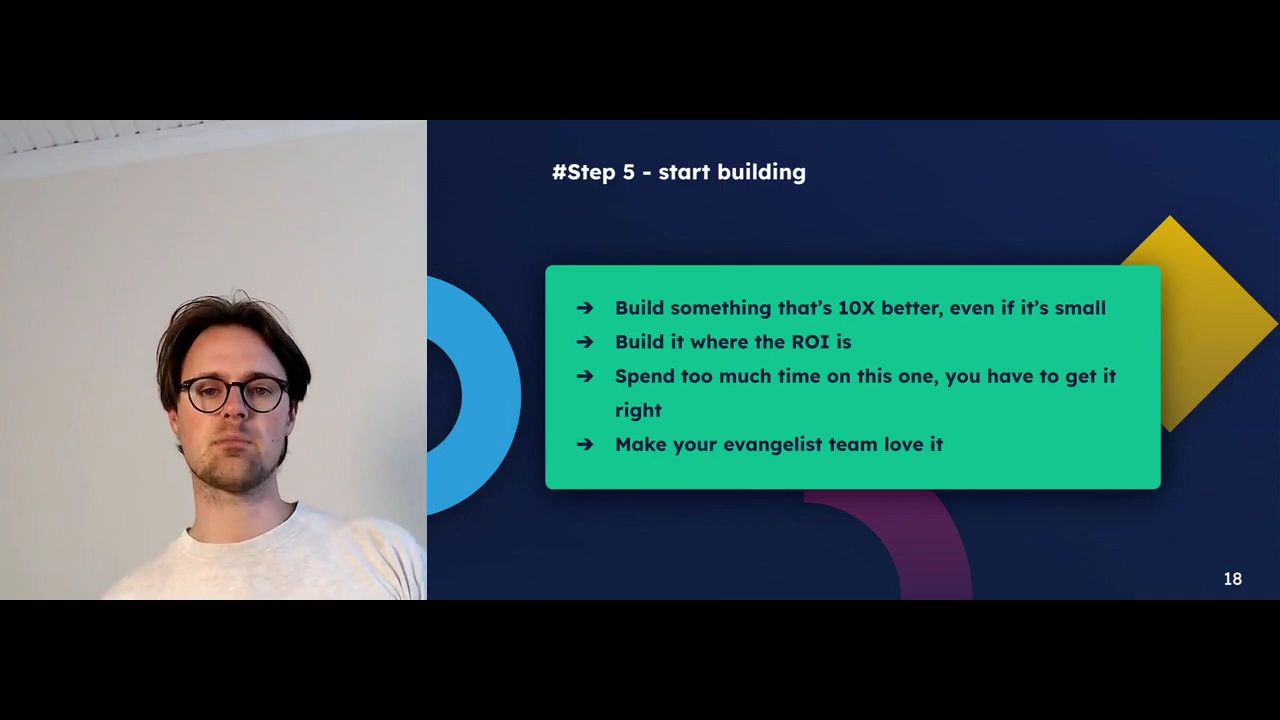 #Step 5 - start building
➔ Build something that’s 10X better, even if it’s small
➔ Build it where the ROI is
➔ Spend too much time on this one, you have to get it
right
➔ Make your evangelist team love it
18